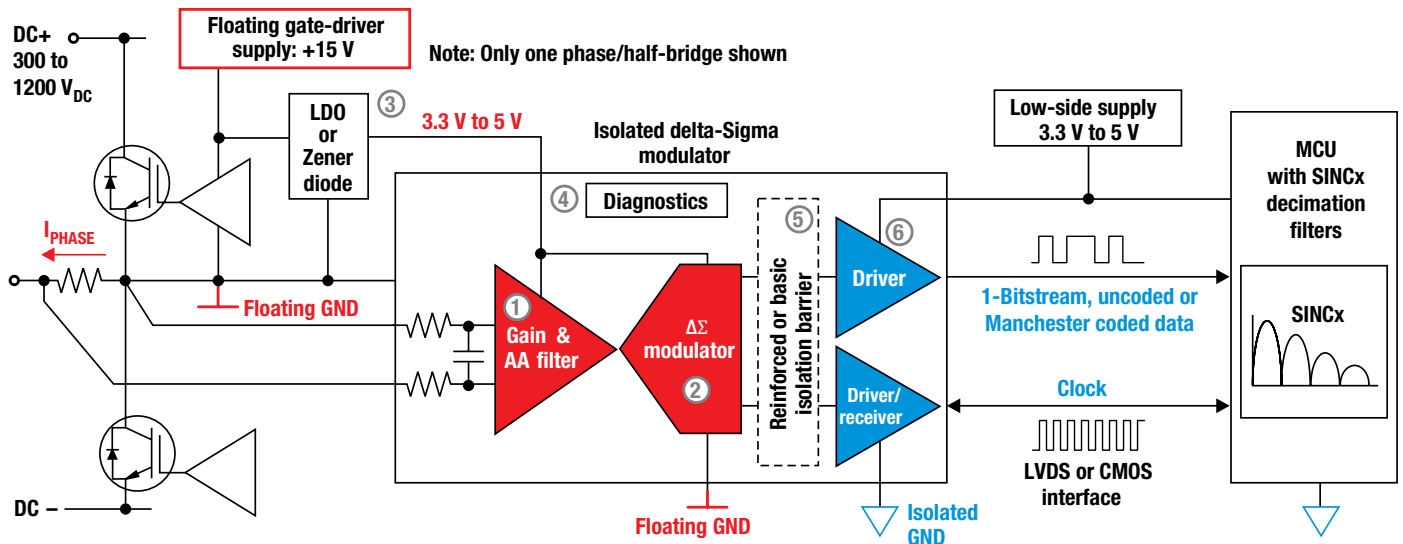 DC+
300 to
1200 VDC
Floating gate-driver
supply: +15 V
Note: Only one phase/half-bridge shown
LDO
or
Zener
diode
3
3.3 V to 5 V
Isolated delta-Sigma
modulator
Low-side supply
3.3 V to 5 V
MCU
with SINCx
decimation
filters
4
Diagnostics
5
6
IPHASE
Floating GND
1
Gain &
AA filter
ΔΣ
modulator
2
Reinforced or basic
isolation barrier
Driver
1-Bitstream, uncoded or
Manchester coded data
SINCx
Driver/
receiver
Clock
LVDS or CMOS
interface
DC –
Floating GND
Isolated
GND